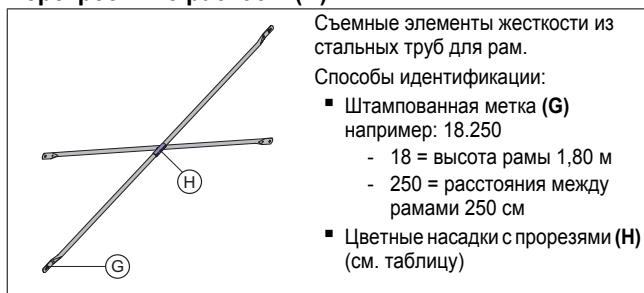 Съемные элементы жесткости из
стальных труб для рам.
Способы идентификации:
▪ Штампованная метка (G)
например: 18.250
- 18 = высота рамы 1,80 м
- 250 = расстояния между
рамами 250 см
▪ Цветные насадки с прорезями (H)
(см. таблицу)
H
G